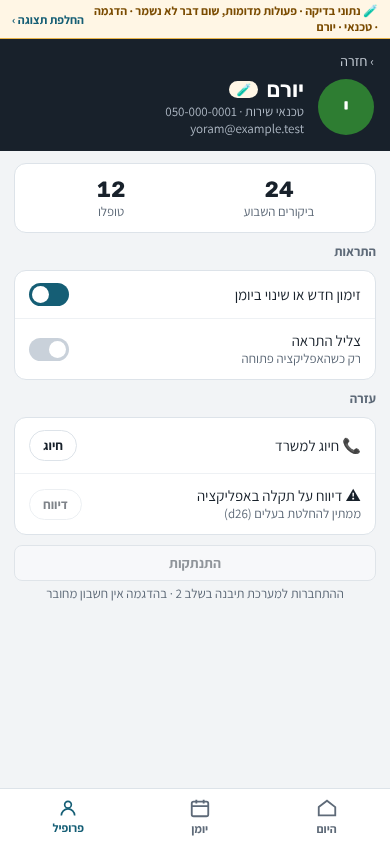 🧪 נתוני בדיקה · פעולות מדומות, שום דבר לא נשמר · הדגמה
· טכנאי · יורם
החלפת תצוגה ›
› חזרה
י
יורם 🧪
טכנאי שירות · 050-000-0001
yoram@example.test
24
ביקורים השבוע
12
טופלו
התראות
זימון חדש או שינוי ביומן
צליל התראה
רק כשהאפליקציה פתוחה
עזרה
📞 חיוג למשרד
חיוג
⚠ דיווח על תקלה באפליקציה
ממתין להחלטת בעלים (d26)
דיווח
התנתקות
ההתחברות למערכת תיבנה בשלב 2 · בהדגמה אין חשבון מחובר
היום
יומן
פרופיל